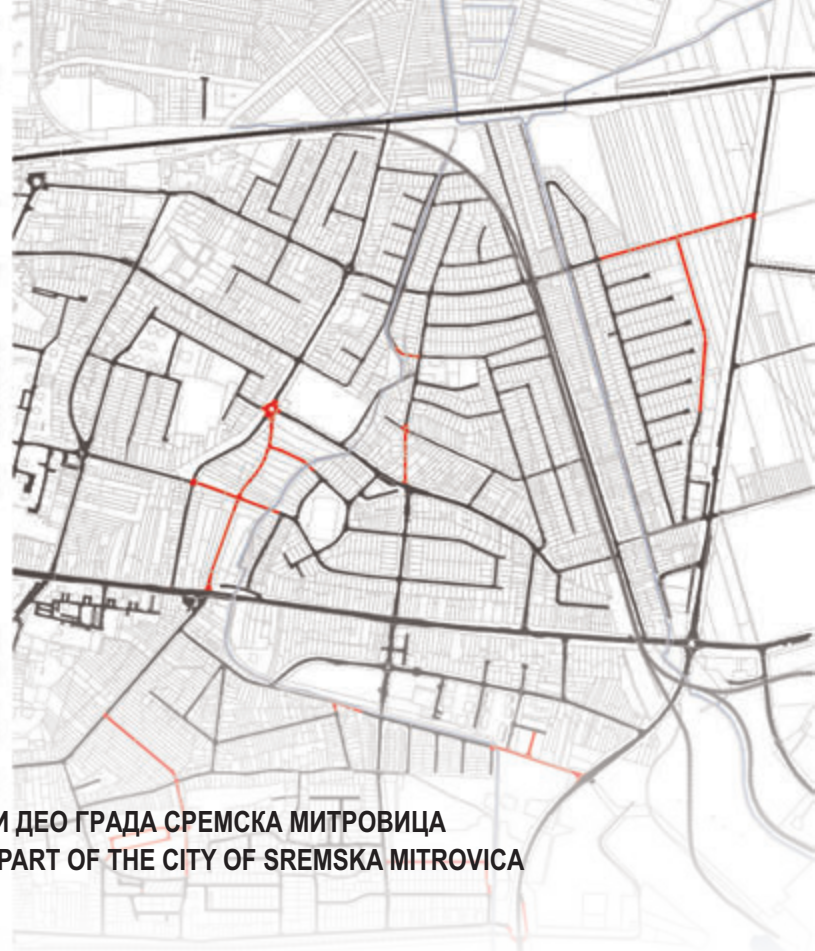 И ДЕО ГРАДА СРЕМСКА МИТРОВИЦА
PART OF THE CITY OF SREMSKA MITROVICA